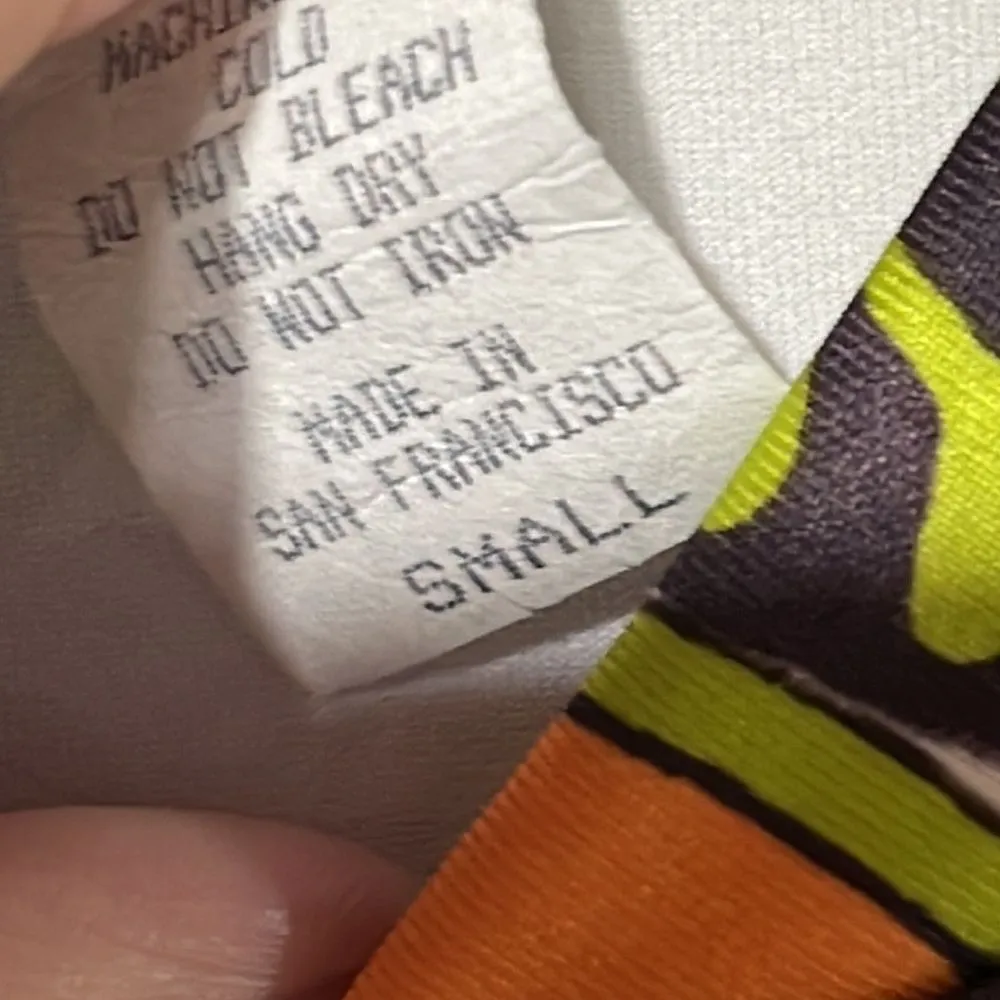 COLD
DO NOT BLEACH
HANG DRY
DO NOT IRON
MADE IN
SAN FRANCISCO
SMALL